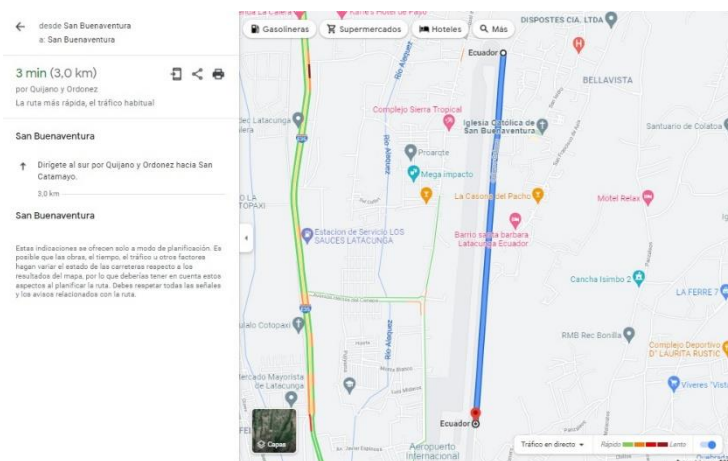 desde San Buenaventura
a: San Buenaventura
3 min (3,0 km)
por Quijano y Ordonez
La ruta más rápida, el tráfico habitual
San Buenaventura
Dirígete al sur por Quijano y Ordonez hacia San
Catamayo.
3,0 km
San Buenaventura
Estas indicaciones se ofrecen solo a modo de planificación. Es
posible que las obras, el tiempo, el tráfico u otros factores
hagan variar el estado de las carreteras respecto a los
resultados del mapa, por lo que deberías tener en cuenta estos
aspectos al planificar la ruta. Debes respetar todas las señales
y los avisos relacionados con la ruta.
Gasolineras
Supermercados
Hoteles
Más
DISPOSTES CIA. LTDA
Ecuador
BELLAVISTA
Río Alaquez
Complejo Sierra Tropical
Iglesia Católica de
San Buenaventura
Santuario de Colatoa
Proarqte
Mega impacto
La Casona del Pacho
Motel Relax
Estacion de Servicio LOS
SAUCES LATACUNGA
Barrio santa barbara
Latacunga Ecuador
Cancha Isimbo 2
LA FERRE 7
Río Alaquez
RMB Rec Bonilla
Complejo Deportivo
D' LAURITA RUSTIC
Mercado Mayorista
de Latacunga
Viveres "Vist
Ecuador
Capas
Aeropuerto
Internacional
Tráfico en directo
Rápido
Lento